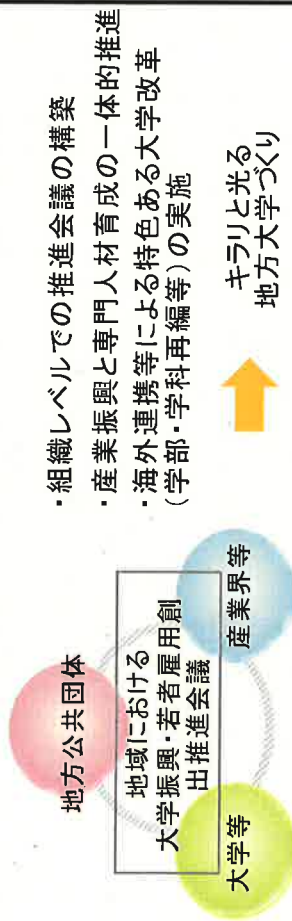 地方公共団体
地域における
大学振興・若者雇用創
出推進会議
大学等
産業界等
・組織レベルでの推進会議の構築
・産業振興と専門人材育成の一体的推進
・海外連携等による特色ある大学改革
(学部・学科再編等)の実施
キラリと光る
地方大学づくり